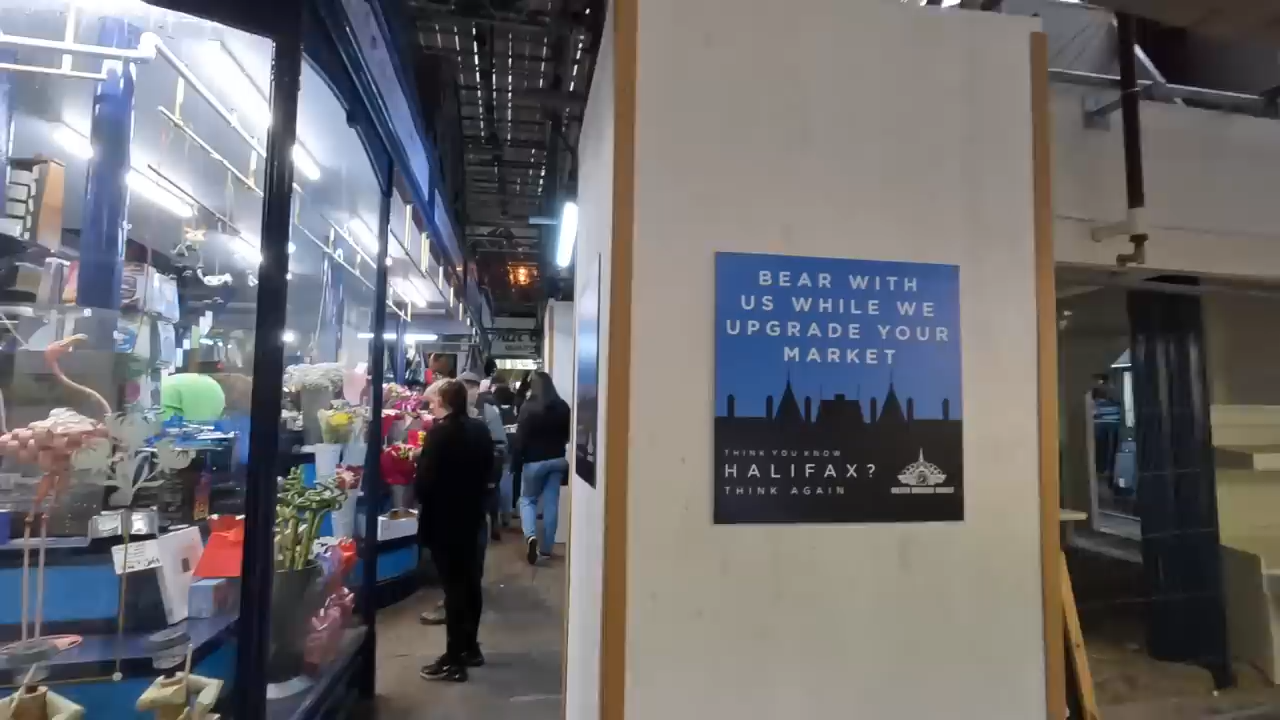 BEAR WITH
US WHILE WE
UPGRADE YOUR
MARKET
THINK YOU KNOW
HALIFAX?
THINK AGAIN